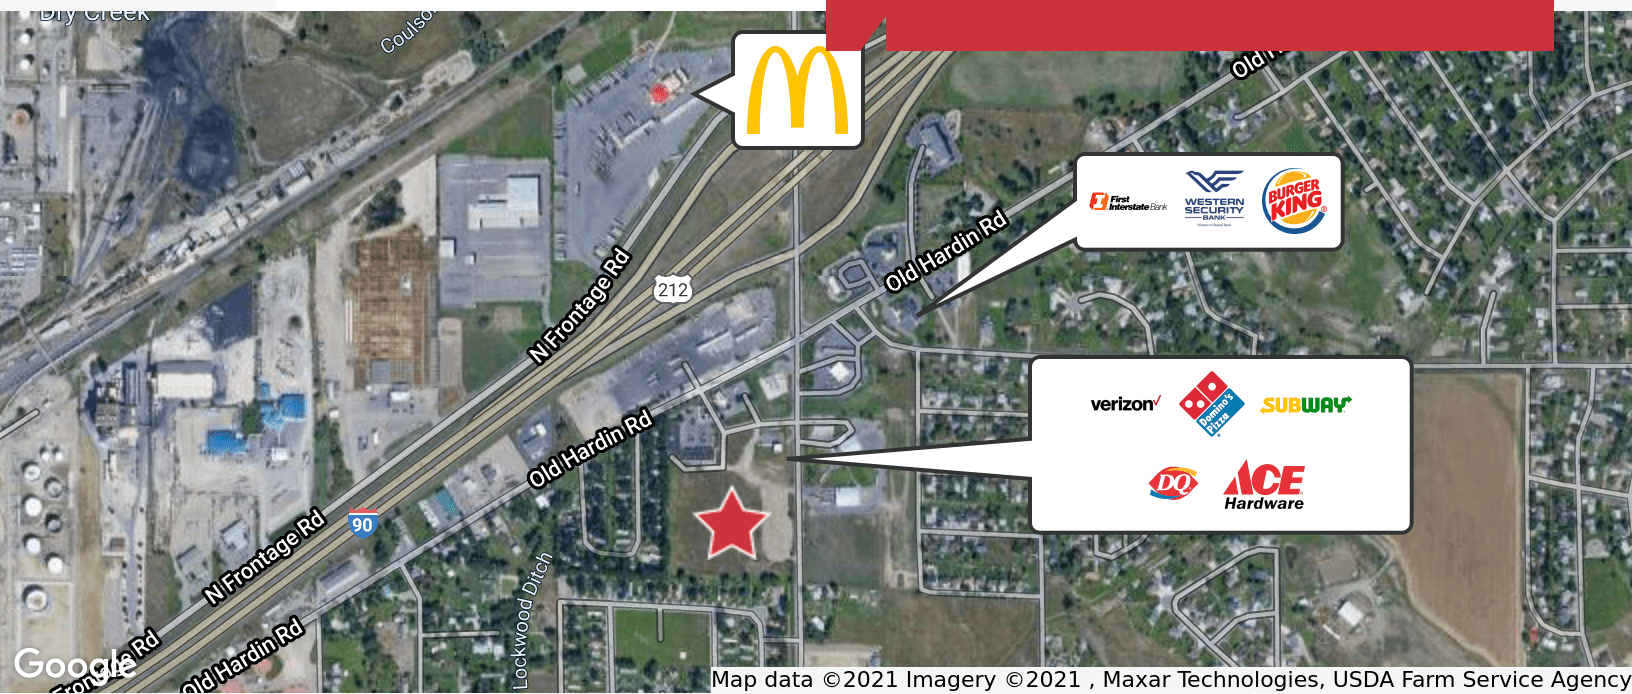 Dry Creek
Old Hardin Rd
First
Interstate Bank
WESTERN
SECURITY
BANK
BURGER
KING
Old Hardin Rd
N Frontage Rd
212
verizon
Domino's
Pizza
SUBWAY
Old Hardin Rd
DQ
ACE
Hardware
90
N Frontage Rd
Lockwood Ditch
Old Hardin Rd
Google
Map data ©2021 Imagery ©2021 , Maxar Technologies, USDA Farm Service Agency